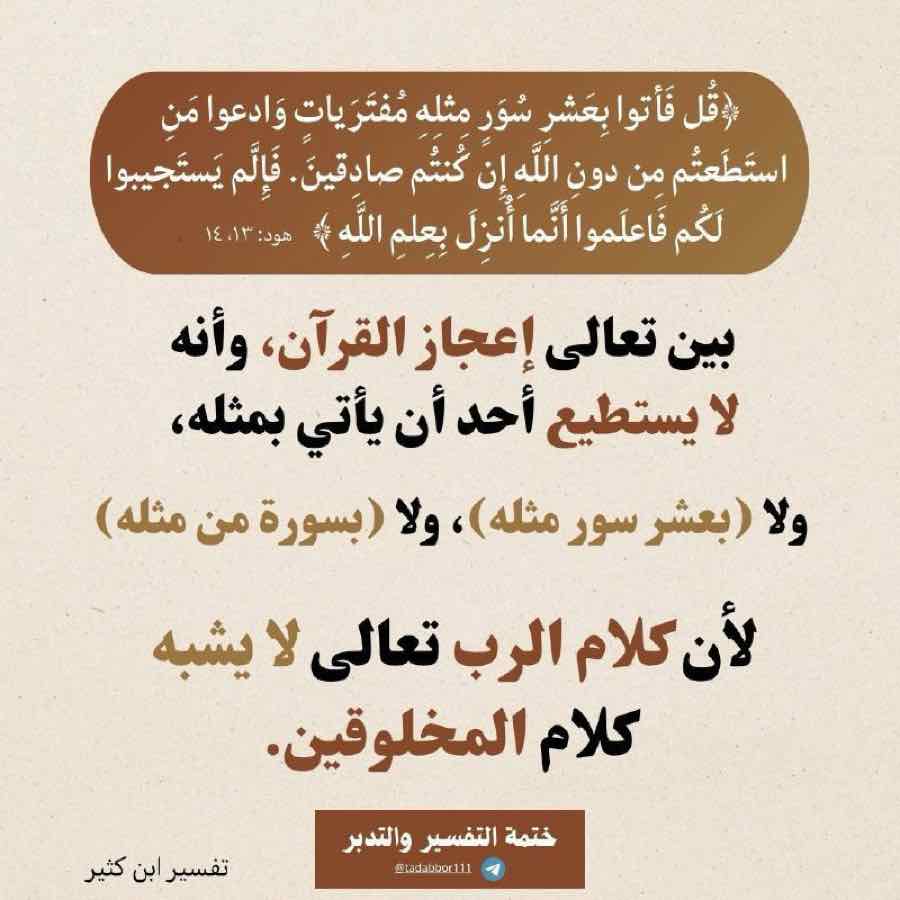 ﴿قُل فَأتوا بِعَشرِ سُوَرٍ مِثلِهِ مُفتَرَياتٍ وَادعوا مَنِ
استَطَعتُم مِن دونِ اللَّهِ إِن كُنتُم صادِقينَ. فَإِلَّم يَستَجيبوا
لَكُم فَاعلَموا أَنَّما أُنزِلَ بِعِلمِ اللَّهِ﴾ هود: ١٣، ١٤
بين تعالى إعجاز القرآن، وأنه
لا يستطيع أحد أن يأتي بمثله،
ولا (بعشر سور مثله)، ولا (بسورة من مثله)
لأن كلام الرب تعالى لا يشبه
كلام المخلوقين.
ختمة التفسير والتدبر
@tadabbor111
تفسير ابن كثير